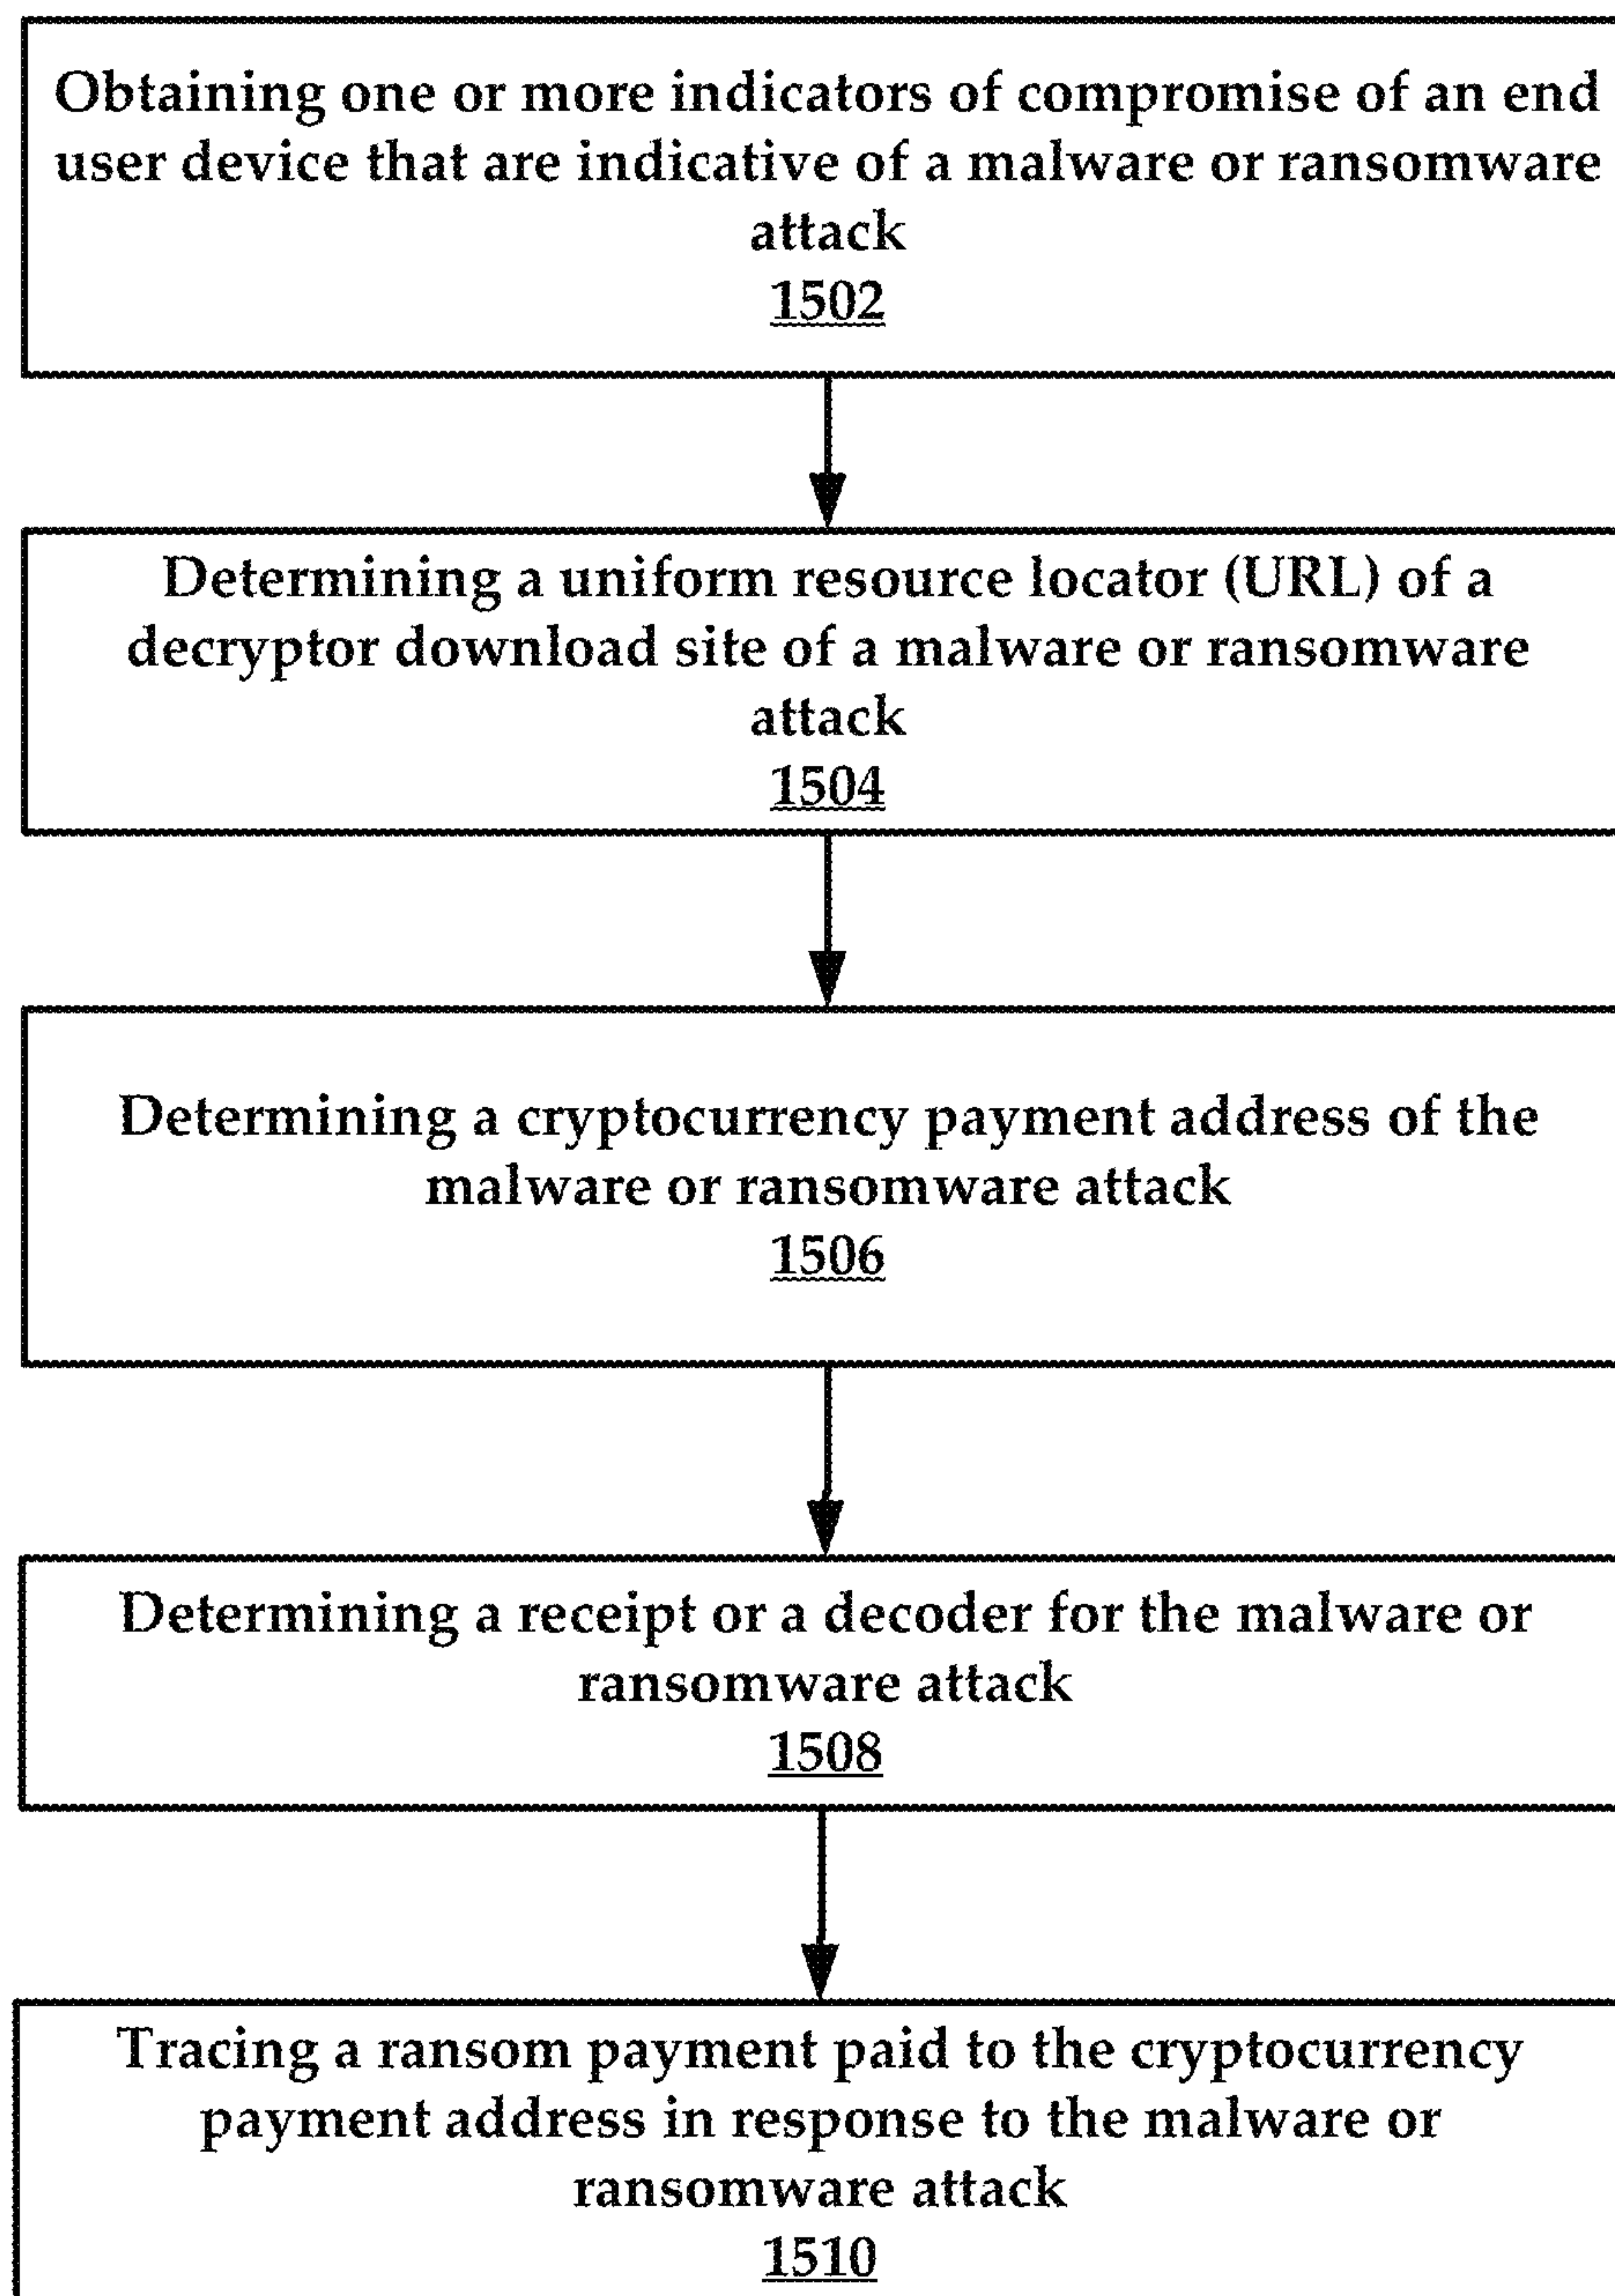 Obtaining one or more indicators of compromise of an end
user device that are indicative of a malware or ransomware
attack
1502
Determining a uniform resource locator (URL) of a
decryptor download site of a malware or ransomware
attack
1504
Determining a cryptocurrency payment address of the
malware or ransomware attack
1506
Determining a receipt or a decoder for the malware or
ransomware attack
1508
Tracing a ransom payment paid to the cryptocurrency
payment address in response to the malware or
ransomware attack
1510